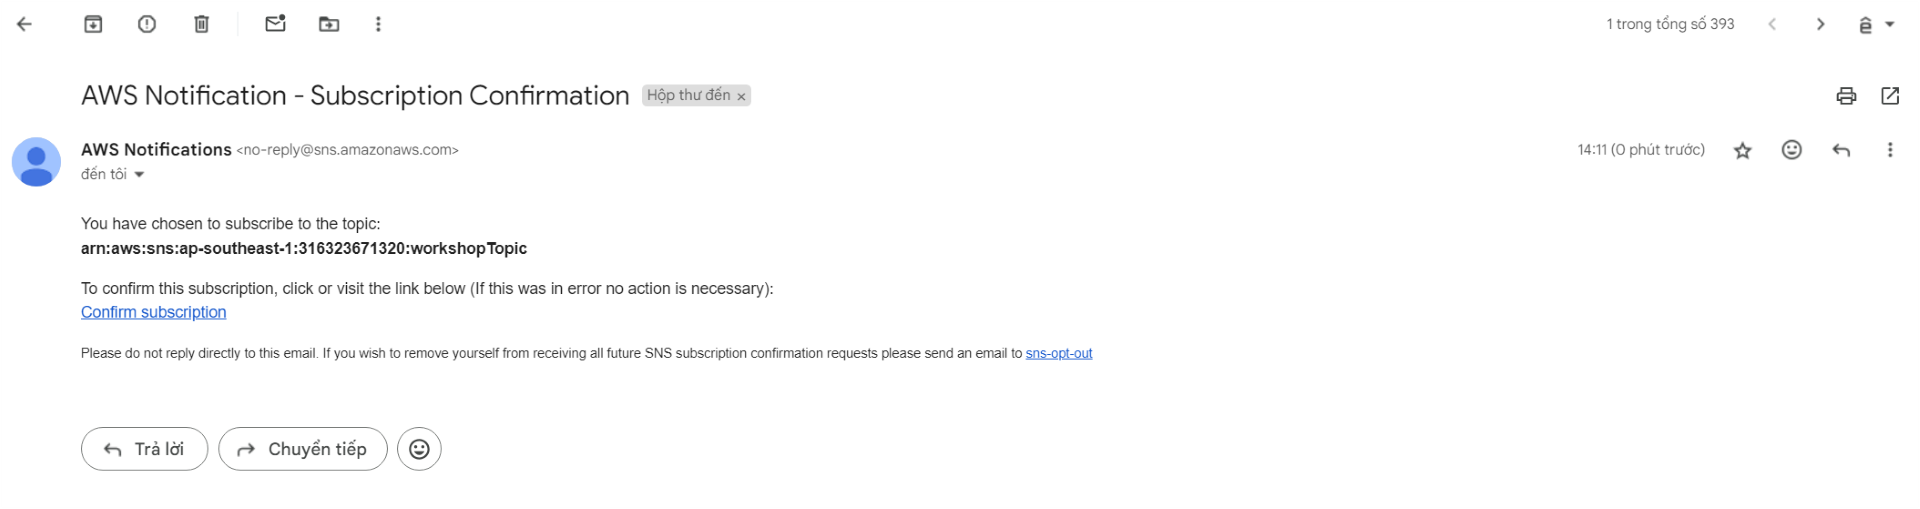 1 trong tổng số 393
ê
AWS Notification - Subscription Confirmation Hộp thư đến ×
AWS Notifications <no-reply@sns.amazonaws.com> 14:11 (0 phút trước)
đến tôi
You have chosen to subscribe to the topic:
arn:aws:sns:ap-southeast-1:316323671320:workshopTopic
To confirm this subscription, click or visit the link below (If this was in error no action is necessary):
Confirm subscription
Please do not reply directly to this email. If you wish to remove yourself from receiving all future SNS subscription confirmation requests please send an email to sns-opt-out
Trả lời Chuyển tiếp